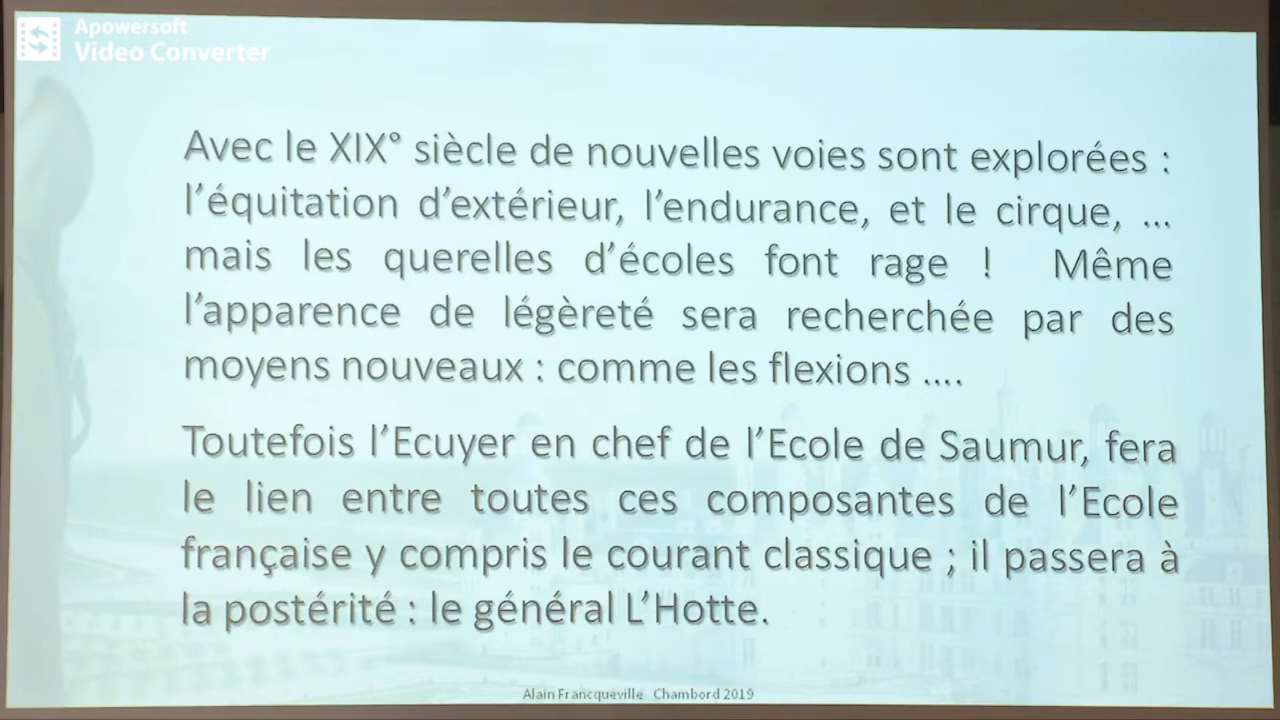 Apowersoft
Video Converter
Avec le XIX° siècle de nouvelles voies sont explorées :
l’équitation d’extérieur, l’endurance, et le cirque, ...
mais les querelles d’écoles font rage ! Même
l’apparence de légèreté sera recherchée par des
moyens nouveaux : comme les flexions ....
Toutefois l’Ecuyer en chef de l’Ecole de Saumur, fera
le lien entre toutes ces composantes de l’Ecole
française y compris le courant classique ; il passera à
la postérité : le général L’Hotte.
Alain Francqueville Chambord 2019